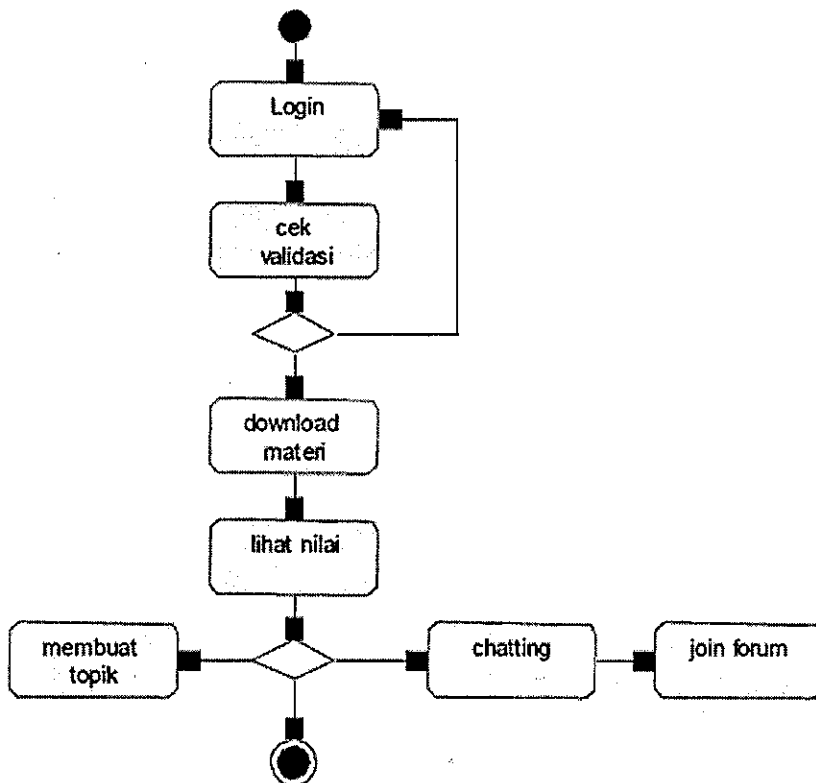 Login
cek
validasi
download
materi
lihat nilai
membuat
topik
chatting
join forum